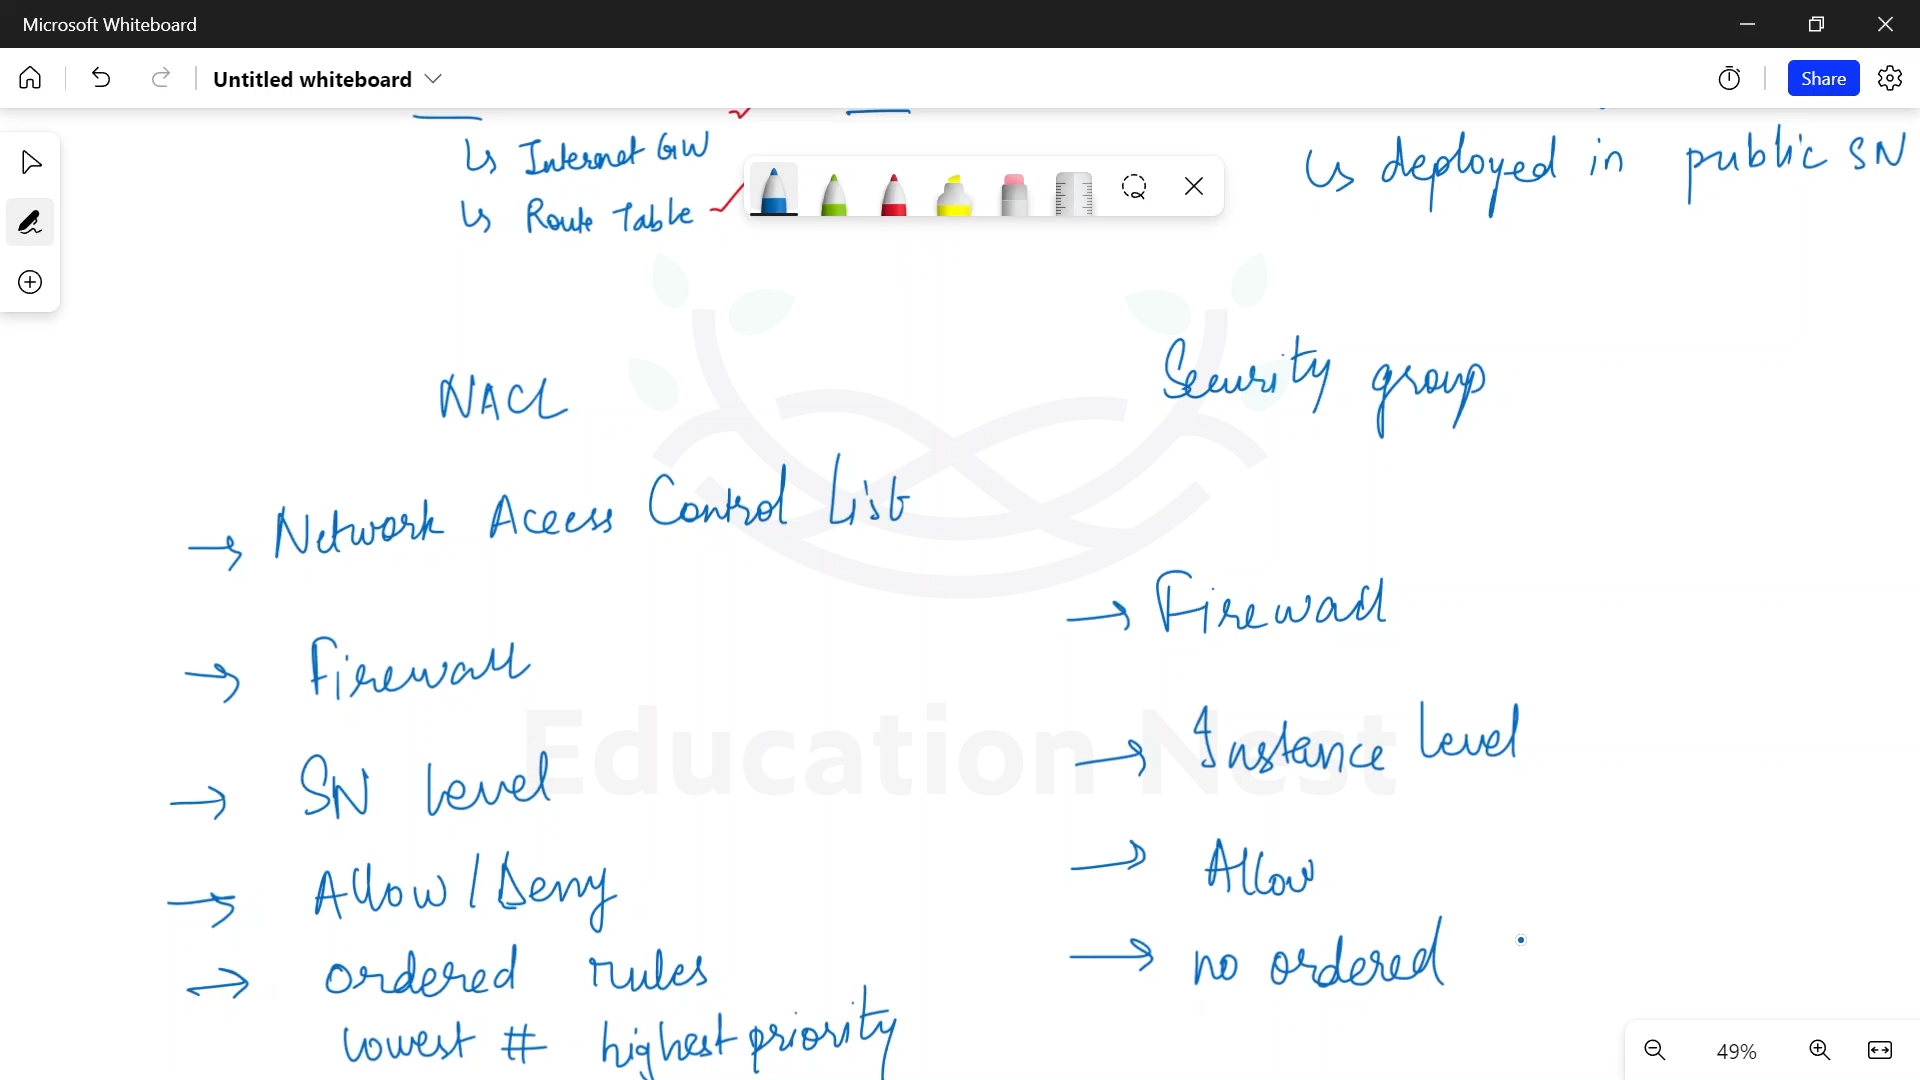 Microsoft Whiteboard
Untitled whiteboard
Share
↳ Internet GW
↳ Route Table
↳ deployed in public SN
NACL
→ Network Access Control List
→ Firewall
→ SN level
→ Allow / Deny
→ ordered rules
lowest # highest priority
Security group
→ Firewall
→ Instance level
→ Allow
→ no ordered
Education Nest
49%